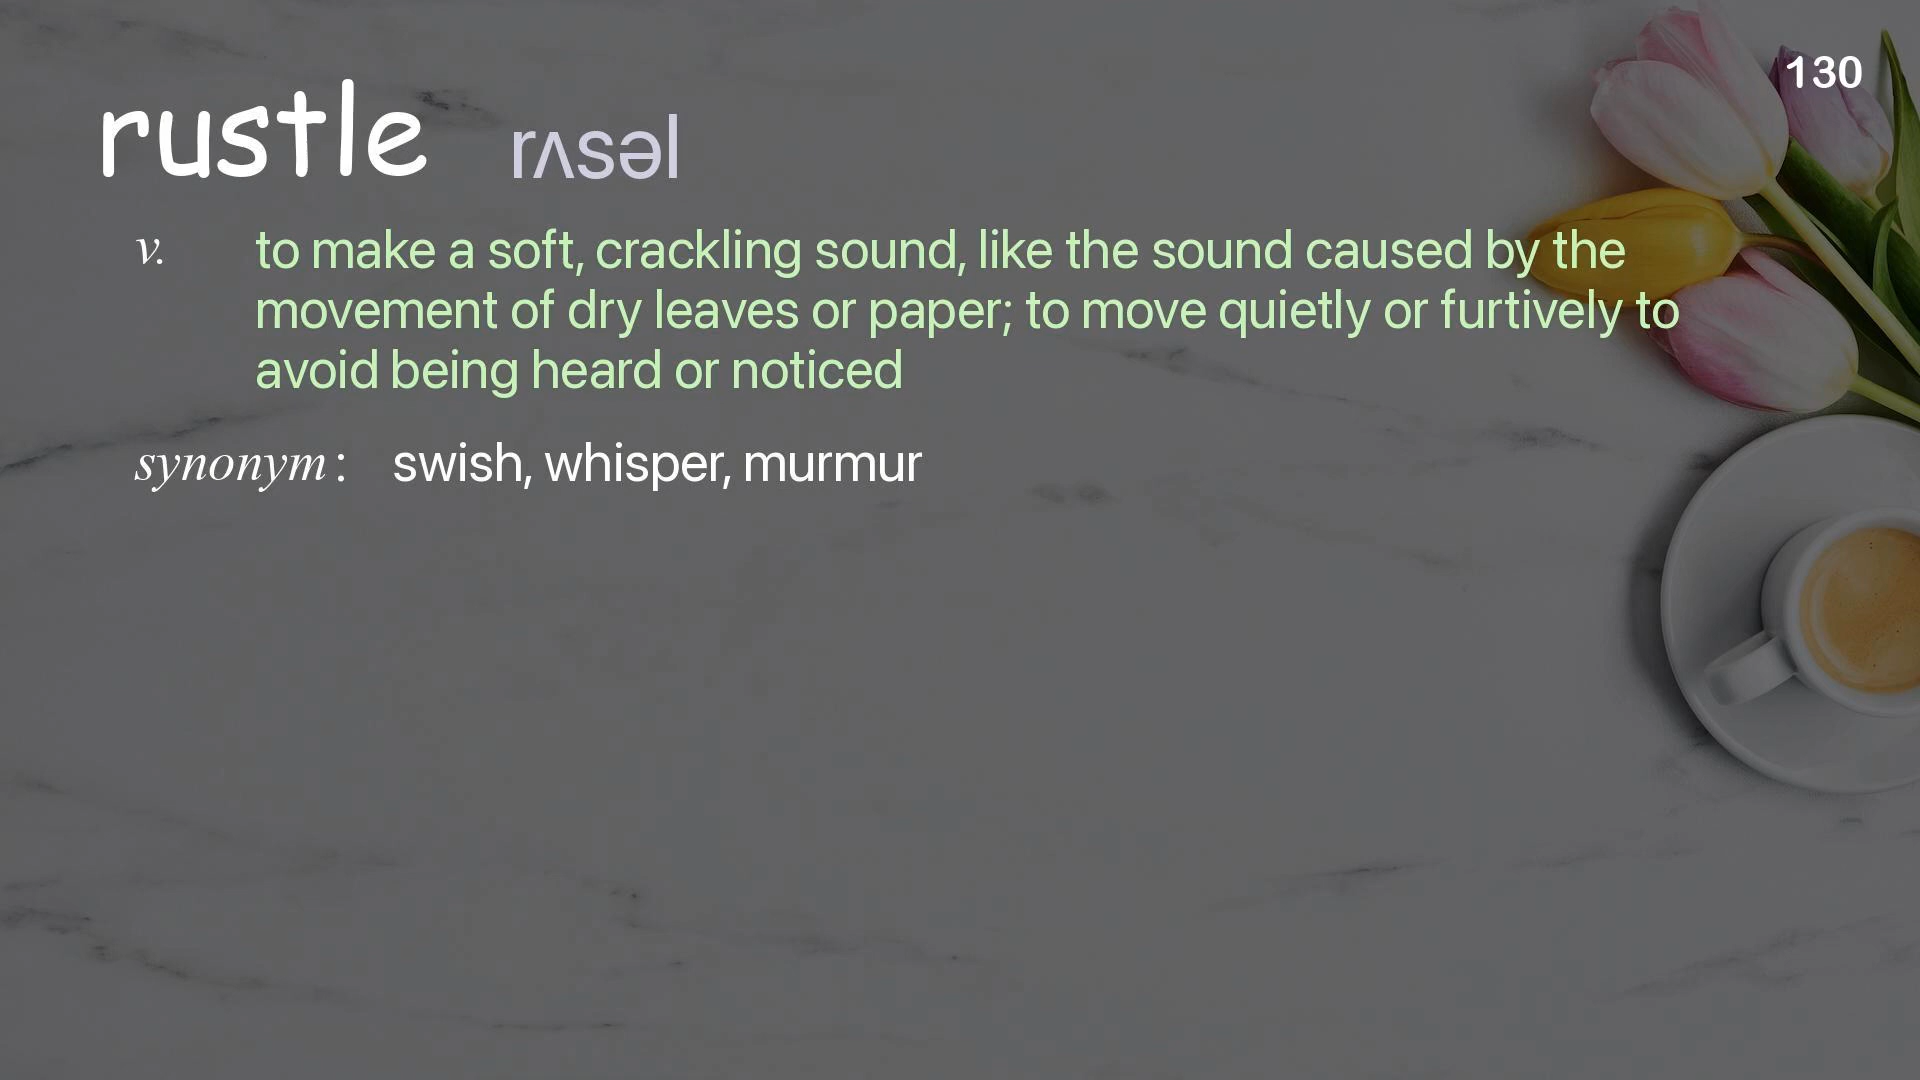 130
rustle rʌsəl
v. to make a soft, crackling sound, like the sound caused by the
movement of dry leaves or paper; to move quietly or furtively to
avoid being heard or noticed
synonym: swish, whisper, murmur